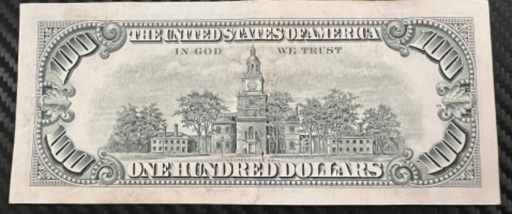 THE UNITED STATES OF AMERICA
100 100
IN GOD WE TRUST
100 100
ONE HUNDRED DOLLARS